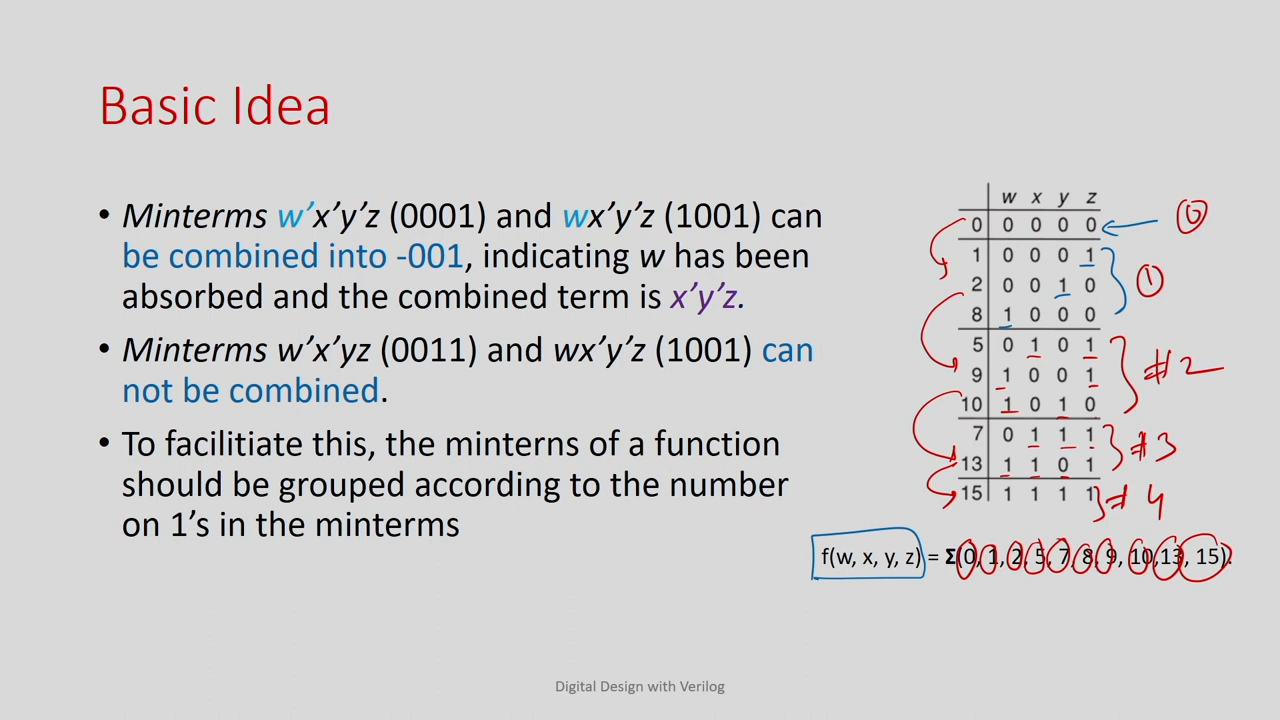 Basic Idea
• Minterms w’x’y’z (0001) and wx’y’z (1001) can
be combined into -001, indicating w has been
absorbed and the combined term is x’y’z.
• Minterms w’x’yz (0011) and wx’y’z (1001) can
not be combined.
• To facilitiate this, the minterns of a function
should be grouped according to the number
on 1’s in the minterms
w x y z
0 0 0 0 0 0
1 0 0 0 1
2 0 0 1 0 1
8 1 0 0 0
5 0 1 0 1
9 1 0 0 1 #2
10 1 0 1 0
7 0 1 1 1 #3
13 1 1 0 1
15 1 1 1 1 # 4
f(w, x, y, z) = Σ(0, 1, 2, 5, 7, 8, 9, 10,13, 15).
Digital Design with Verilog